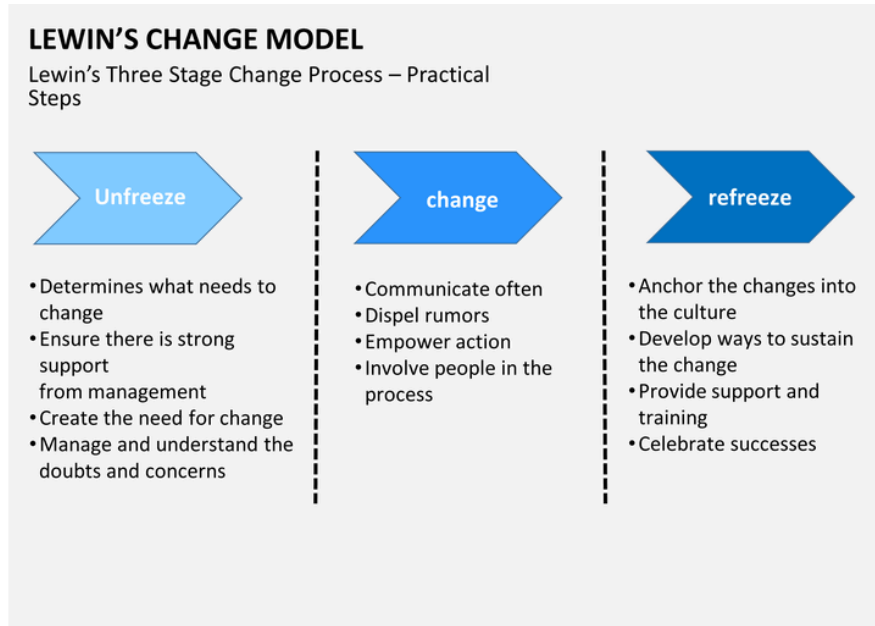 LEWIN’S CHANGE MODEL
Lewin’s Three Stage Change Process – Practical
Steps
Unfreeze
•Determines what needs to
change
•Ensure there is strong
support
from management
•Create the need for change
•Manage and understand the
doubts and concerns
change
•Communicate often
•Dispel rumors
•Empower action
•Involve people in the
process
refreeze
•Anchor the changes into
the culture
•Develop ways to sustain
the change
•Provide support and
training
•Celebrate successes